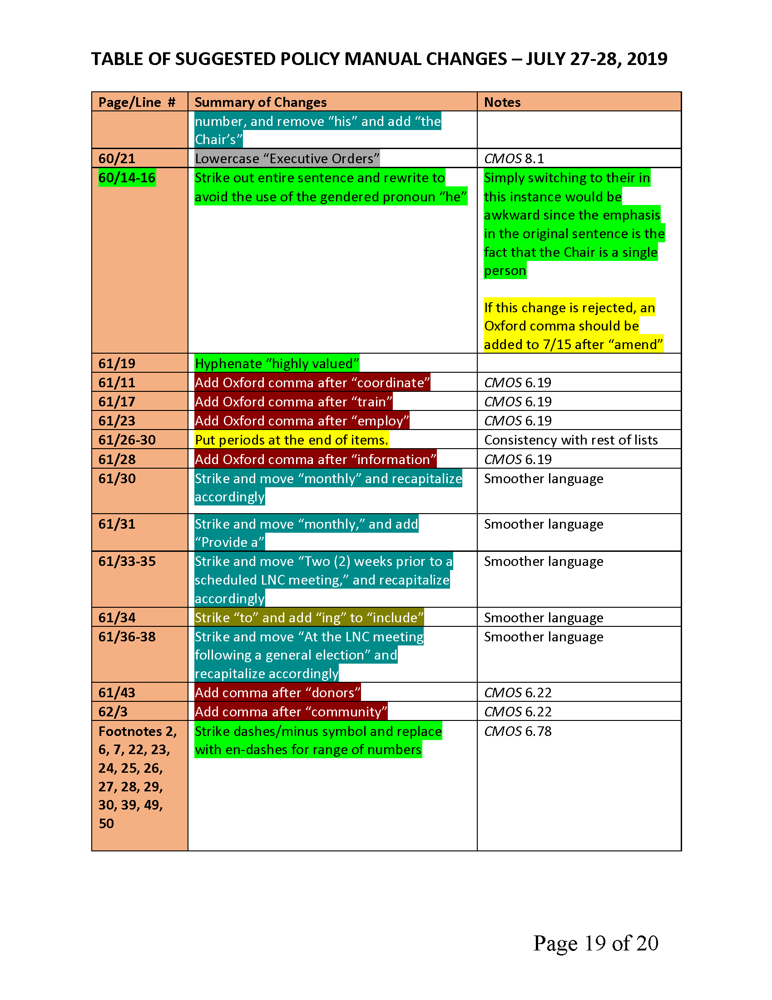 TABLE OF SUGGESTED POLICY MANUAL CHANGES – JULY 27-28, 2019
Page/Line # Summary of Changes Notes
number, and remove “his” and add “the
Chair’s”
60/21 Lowercase “Executive Orders” CMOS 8.1
60/14-16 Strike out entire sentence and rewrite to Simply switching to their in
avoid the use of the gendered pronoun “he” this instance would be
awkward since the emphasis
in the original sentence is the
fact that the Chair is a single
person
If this change is rejected, an
Oxford comma should be
added to 7/15 after “amend”
61/19 Hyphenate “highly valued”
61/11 Add Oxford comma after “coordinate” CMOS 6.19
61/17 Add Oxford comma after “train” CMOS 6.19
61/23 Add Oxford comma after “employ” CMOS 6.19
61/26-30 Put periods at the end of items. Consistency with rest of lists
61/28 Add Oxford comma after “information” CMOS 6.19
61/30 Strike and move “monthly” and recapitalize Smoother language
accordingly
61/31 Strike and move “monthly,” and add Smoother language
“Provide a”
61/33-35 Strike and move “Two (2) weeks prior to a Smoother language
scheduled LNC meeting,” and recapitalize
accordingly
61/34 Strike “to” and add “ing” to “include” Smoother language
61/36-38 Strike and move “At the LNC meeting Smoother language
following a general election” and
recapitalize accordingly
61/43 Add comma after “donors” CMOS 6.22
62/3 Add comma after “community” CMOS 6.22
Footnotes 2, Strike dashes/minus symbol and replace CMOS 6.78
6, 7, 22, 23, with en-dashes for range of numbers
24, 25, 26,
27, 28, 29,
30, 39, 49,
50
Page 19 of 20